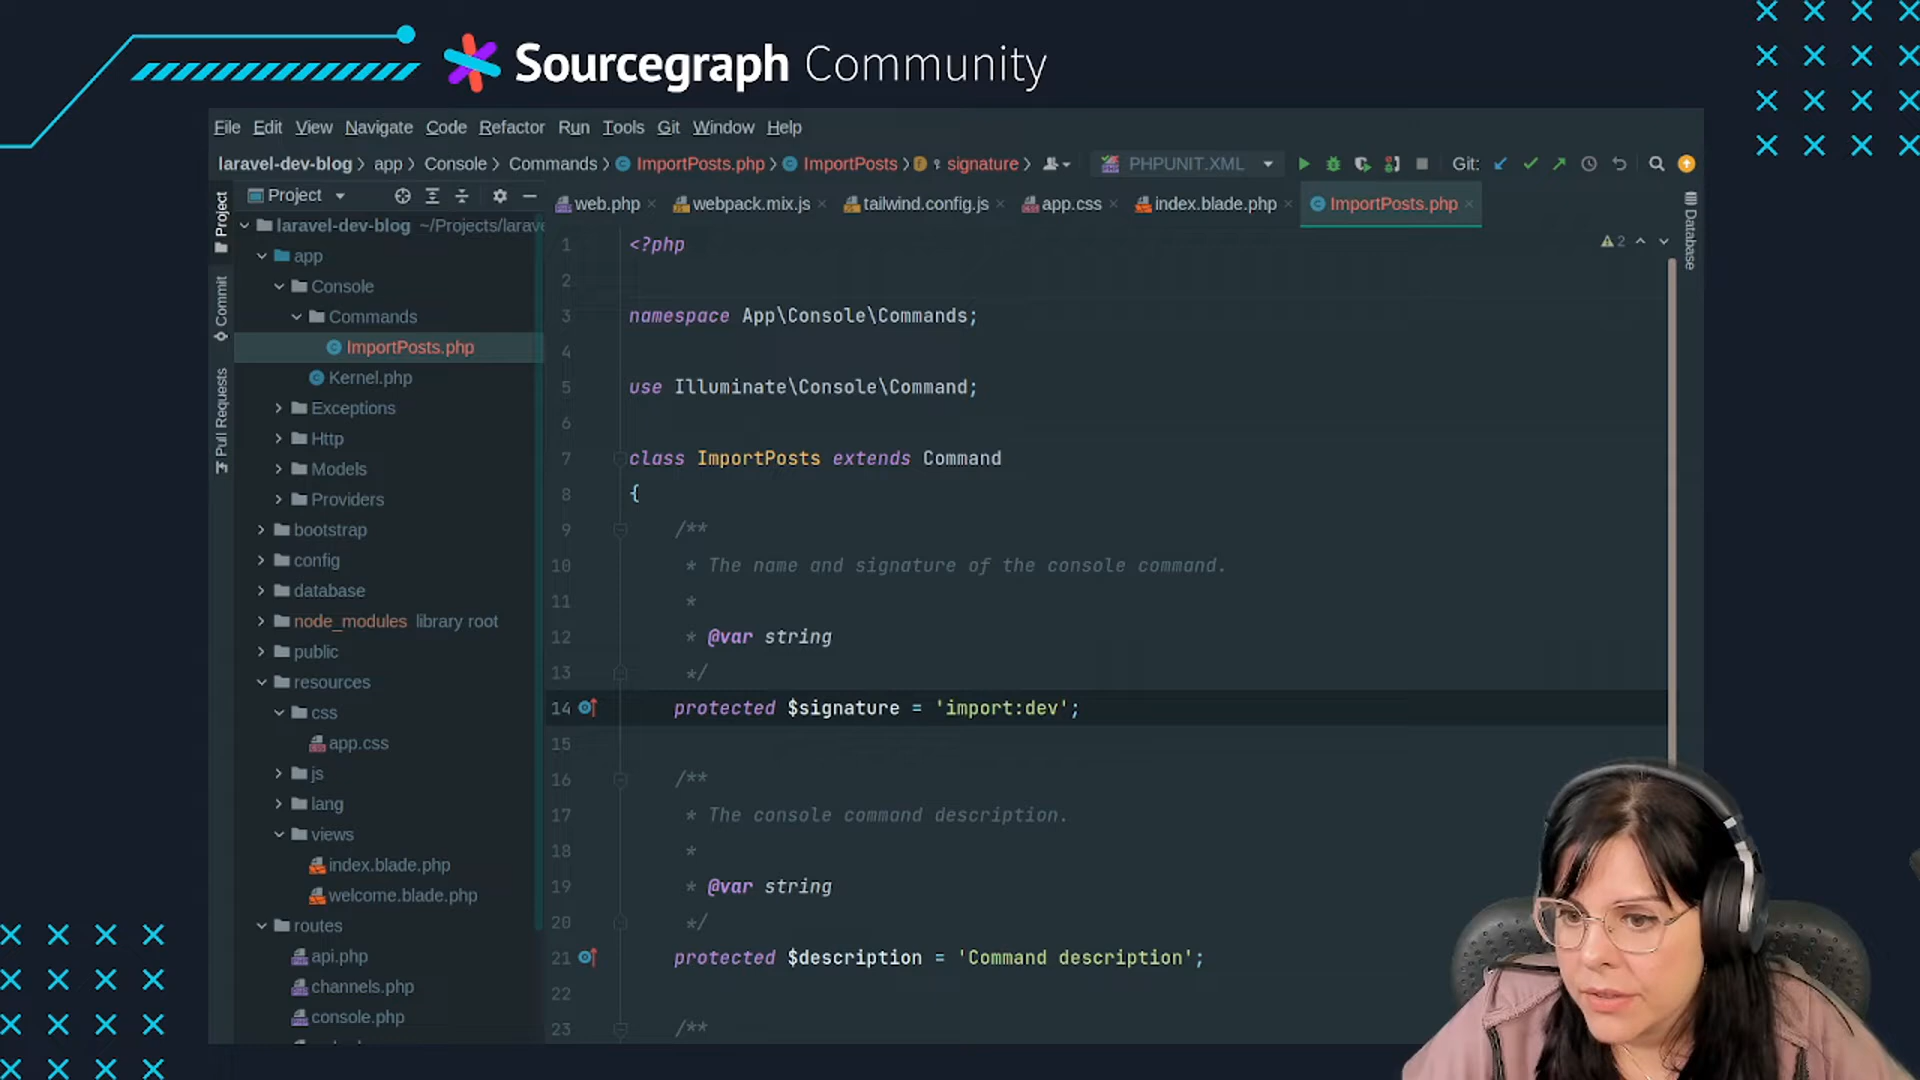 Sourcegraph Community
File Edit View Navigate Code Refactor Run Tools Git Window Help
laravel-dev-blog app Console Commands ImportPosts.php ImportPosts signature PHPUNIT.XML Git:
Project
web.php webpack.mix.js tailwind.config.js app.css index.blade.php ImportPosts.php
Project
Commit
Pull Requests
Database
2
laravel-dev-blog ~/Projects/larave
app
Console
Commands
ImportPosts.php
Kernel.php
Exceptions
Http
Models
Providers
bootstrap
config
database
node_modules library root
public
resources
css
app.css
js
lang
views
index.blade.php
welcome.blade.php
routes
api.php
channels.php
console.php
1 <?php
2
3 namespace App\Console\Commands;
4
5 use Illuminate\Console\Command;
6
7 class ImportPosts extends Command
8 {
9 /**
10 * The name and signature of the console command.
11 *
12 * @var string
13 */
14 protected $signature = 'import:dev';
15
16 /**
17 * The console command description.
18 *
19 * @var string
20 */
21 protected $description = 'Command description';
22
23 /**